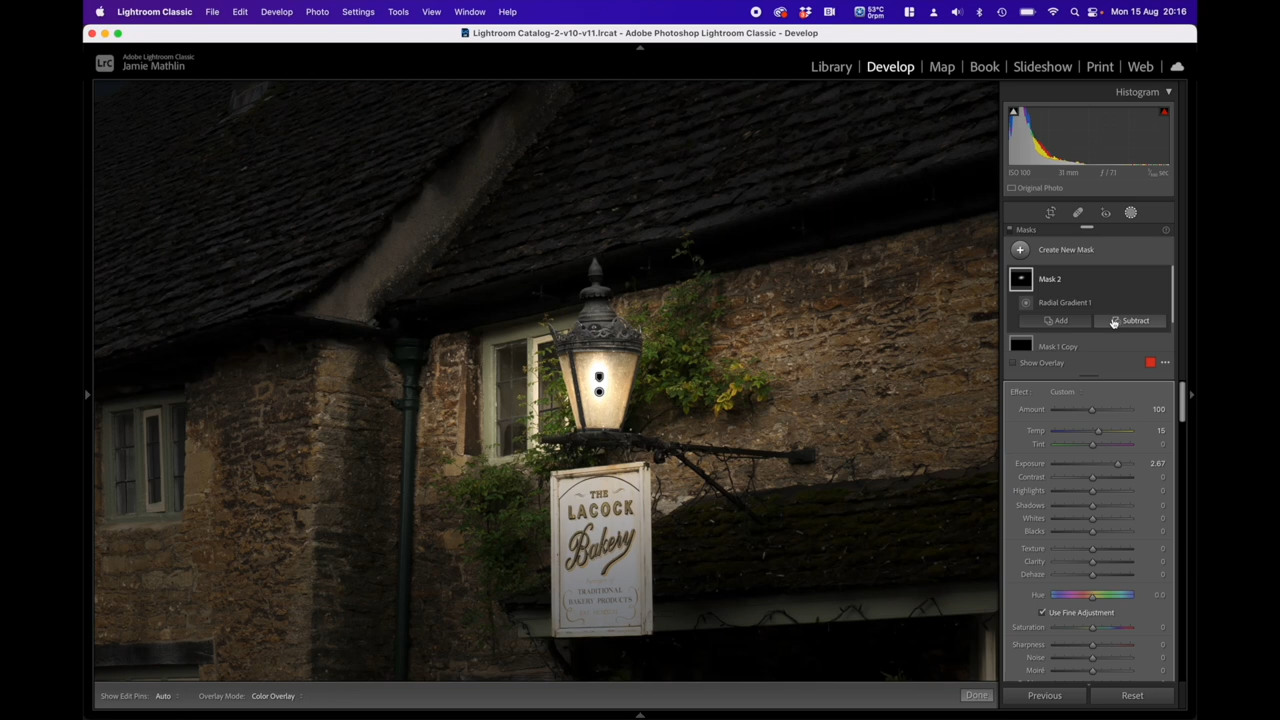 Lightroom Classic File Edit Develop Photo Settings Tools View Window Help 53°C 0rpm Mon 15 Aug 20:16
Lightroom Catalog-2-v10-v11.lrcat - Adobe Photoshop Lightroom Classic - Develop
LrC Adobe Lightroom Classic
Jamie Mathlin
Library | Develop | Map | Book | Slideshow | Print | Web
Histogram
ISO 100 31 mm ƒ / 7.1 sec
Original Photo
Masks
Create New Mask
Mask 2
Radial Gradient 1
Add Subtract
Mask 1 Copy
Show Overlay
Effect : Custom
Amount 100
Temp 15
Tint 0
Exposure 2.67
Contrast 0
Highlights 0
Shadows 0
Whites 0
Blacks 0
Texture 0
Clarity 0
Dehaze 0
Hue 0.0
Use Fine Adjustment
Saturation 0
Sharpness 0
Noise 0
Moiré 0
Previous Reset
THE
LACOCK
Bakery
TRADITIONAL
BAKERY PRODUCTS
Show Edit Pins: Auto Overlay Mode: Color Overlay Done